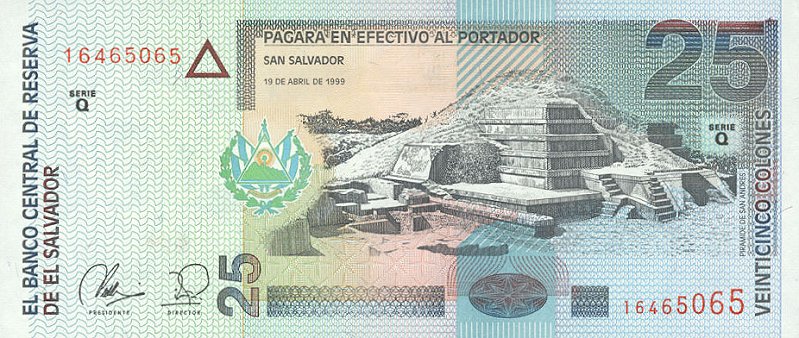 EL BANCO CENTRAL DE RESERVA
DE EL SALVADOR
16465065
SERIE
Q
PAGARA EN EFECTIVO AL PORTADOR
SAN SALVADOR
19 DE ABRIL DE 1999
25
SERIE
Q
PIRAMIDE DE SAN ANDRES
VEINTICINCO COLONES
PRESIDENTE
DIRECTOR
25
16465065